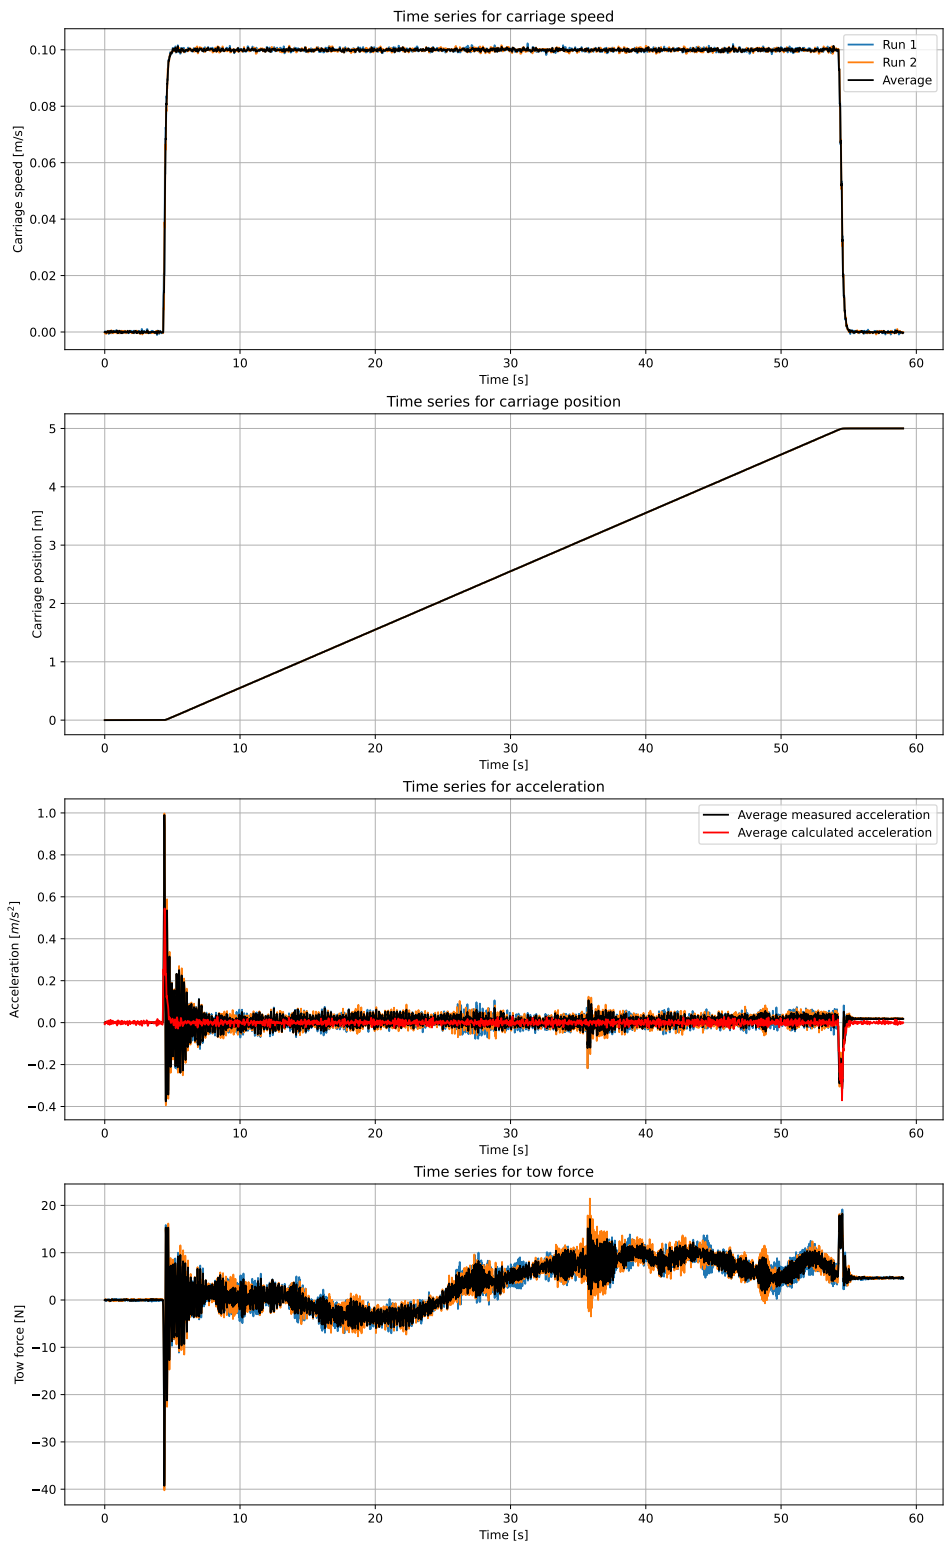 Time series for carriage speed
0.10
0.08
0.06
0.04
0.02
0.00
Carriage speed [m/s]
Run 1
Run 2
Average
0 10 20 30 40 50 60
Time [s]
Time series for carriage position
5
4
3
2
1
0
Carriage position [m]
0 10 20 30 40 50 60
Time [s]
Time series for acceleration
1.0
0.8
0.6
0.4
0.2
0.0
−0.2
−0.4
Acceleration [m/s²]
Average measured acceleration
Average calculated acceleration
0 10 20 30 40 50 60
Time [s]
Time series for tow force
20
10
0
−10
−20
−30
−40
Tow force [N]
0 10 20 30 40 50 60
Time [s]